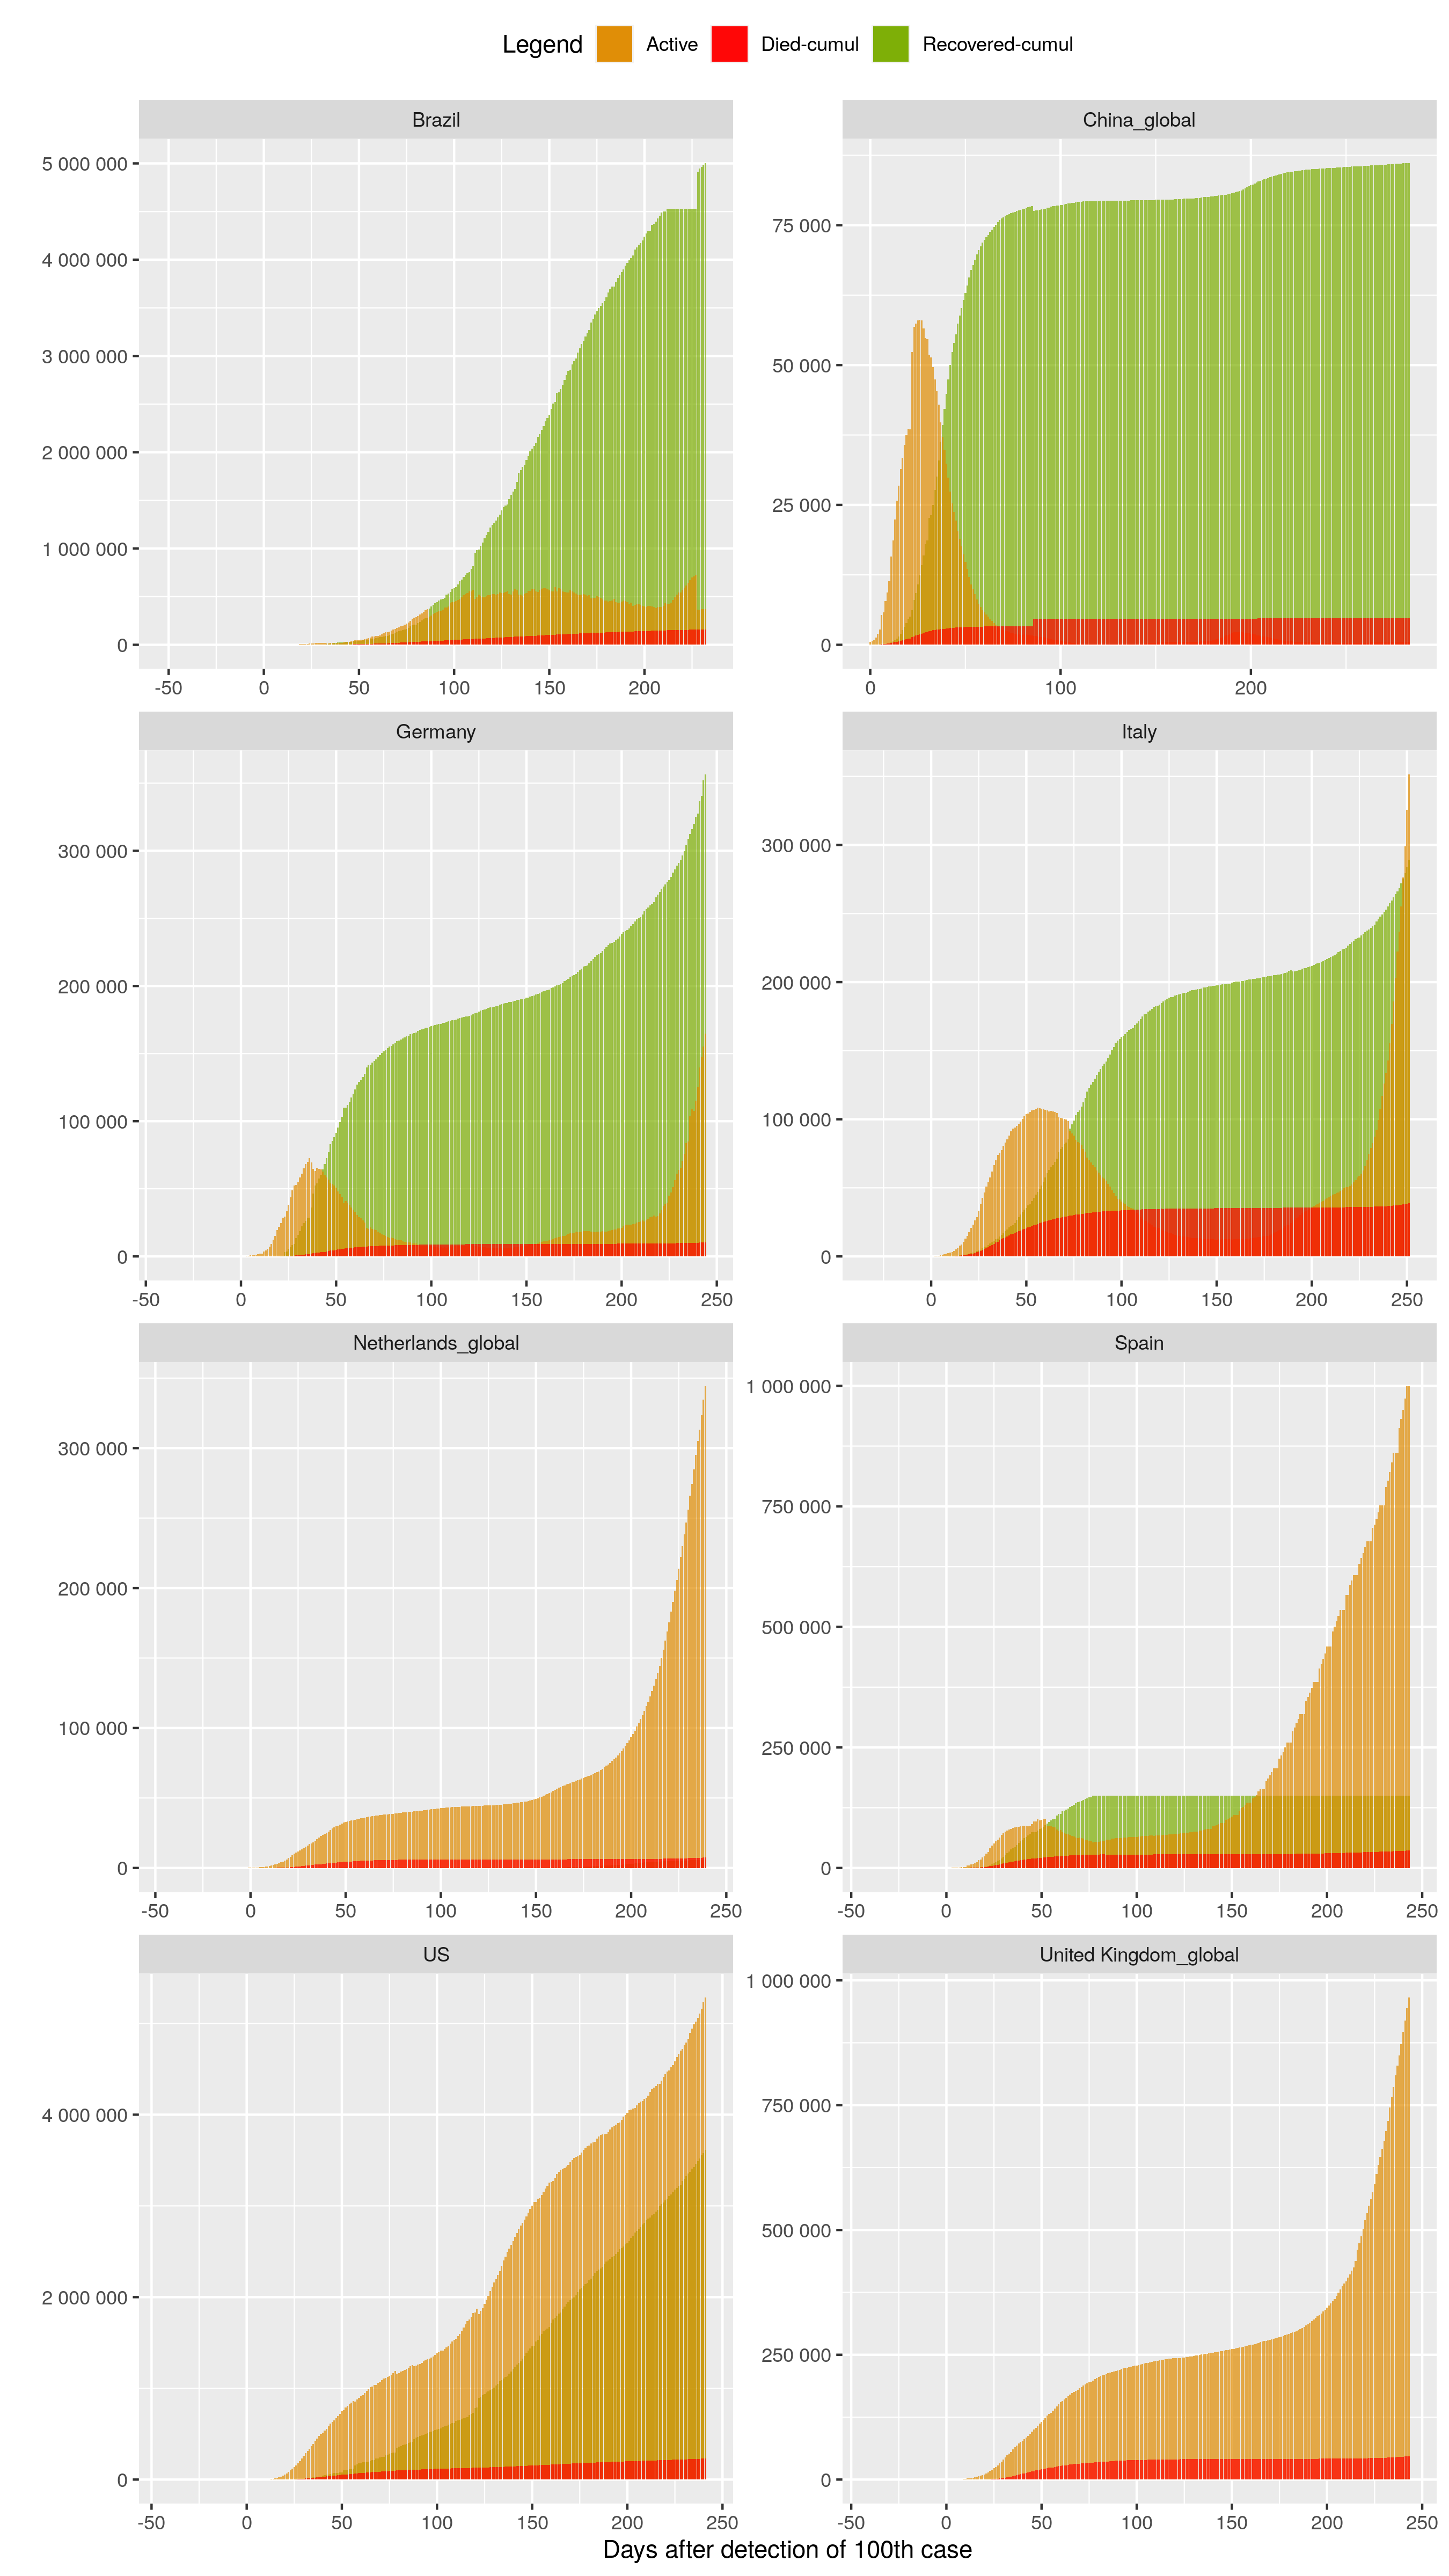 Legend Active Died-cumul Recovered-cumul
Brazil
5 000 000
4 000 000
3 000 000
2 000 000
1 000 000
0
-50 0 50 100 150 200
China_global
75 000
50 000
25 000
0
0 100 200
Germany
300 000
200 000
100 000
0
-50 0 50 100 150 200 250
Italy
300 000
200 000
100 000
0
0 50 100 150 200 250
Netherlands_global
300 000
200 000
100 000
0
-50 0 50 100 150 200 250
Spain
1 000 000
750 000
500 000
250 000
0
-50 0 50 100 150 200 250
US
4 000 000
2 000 000
0
-50 0 50 100 150 200 250
United Kingdom_global
1 000 000
750 000
500 000
250 000
0
-50 0 50 100 150 200 250
Days after detection of 100th case